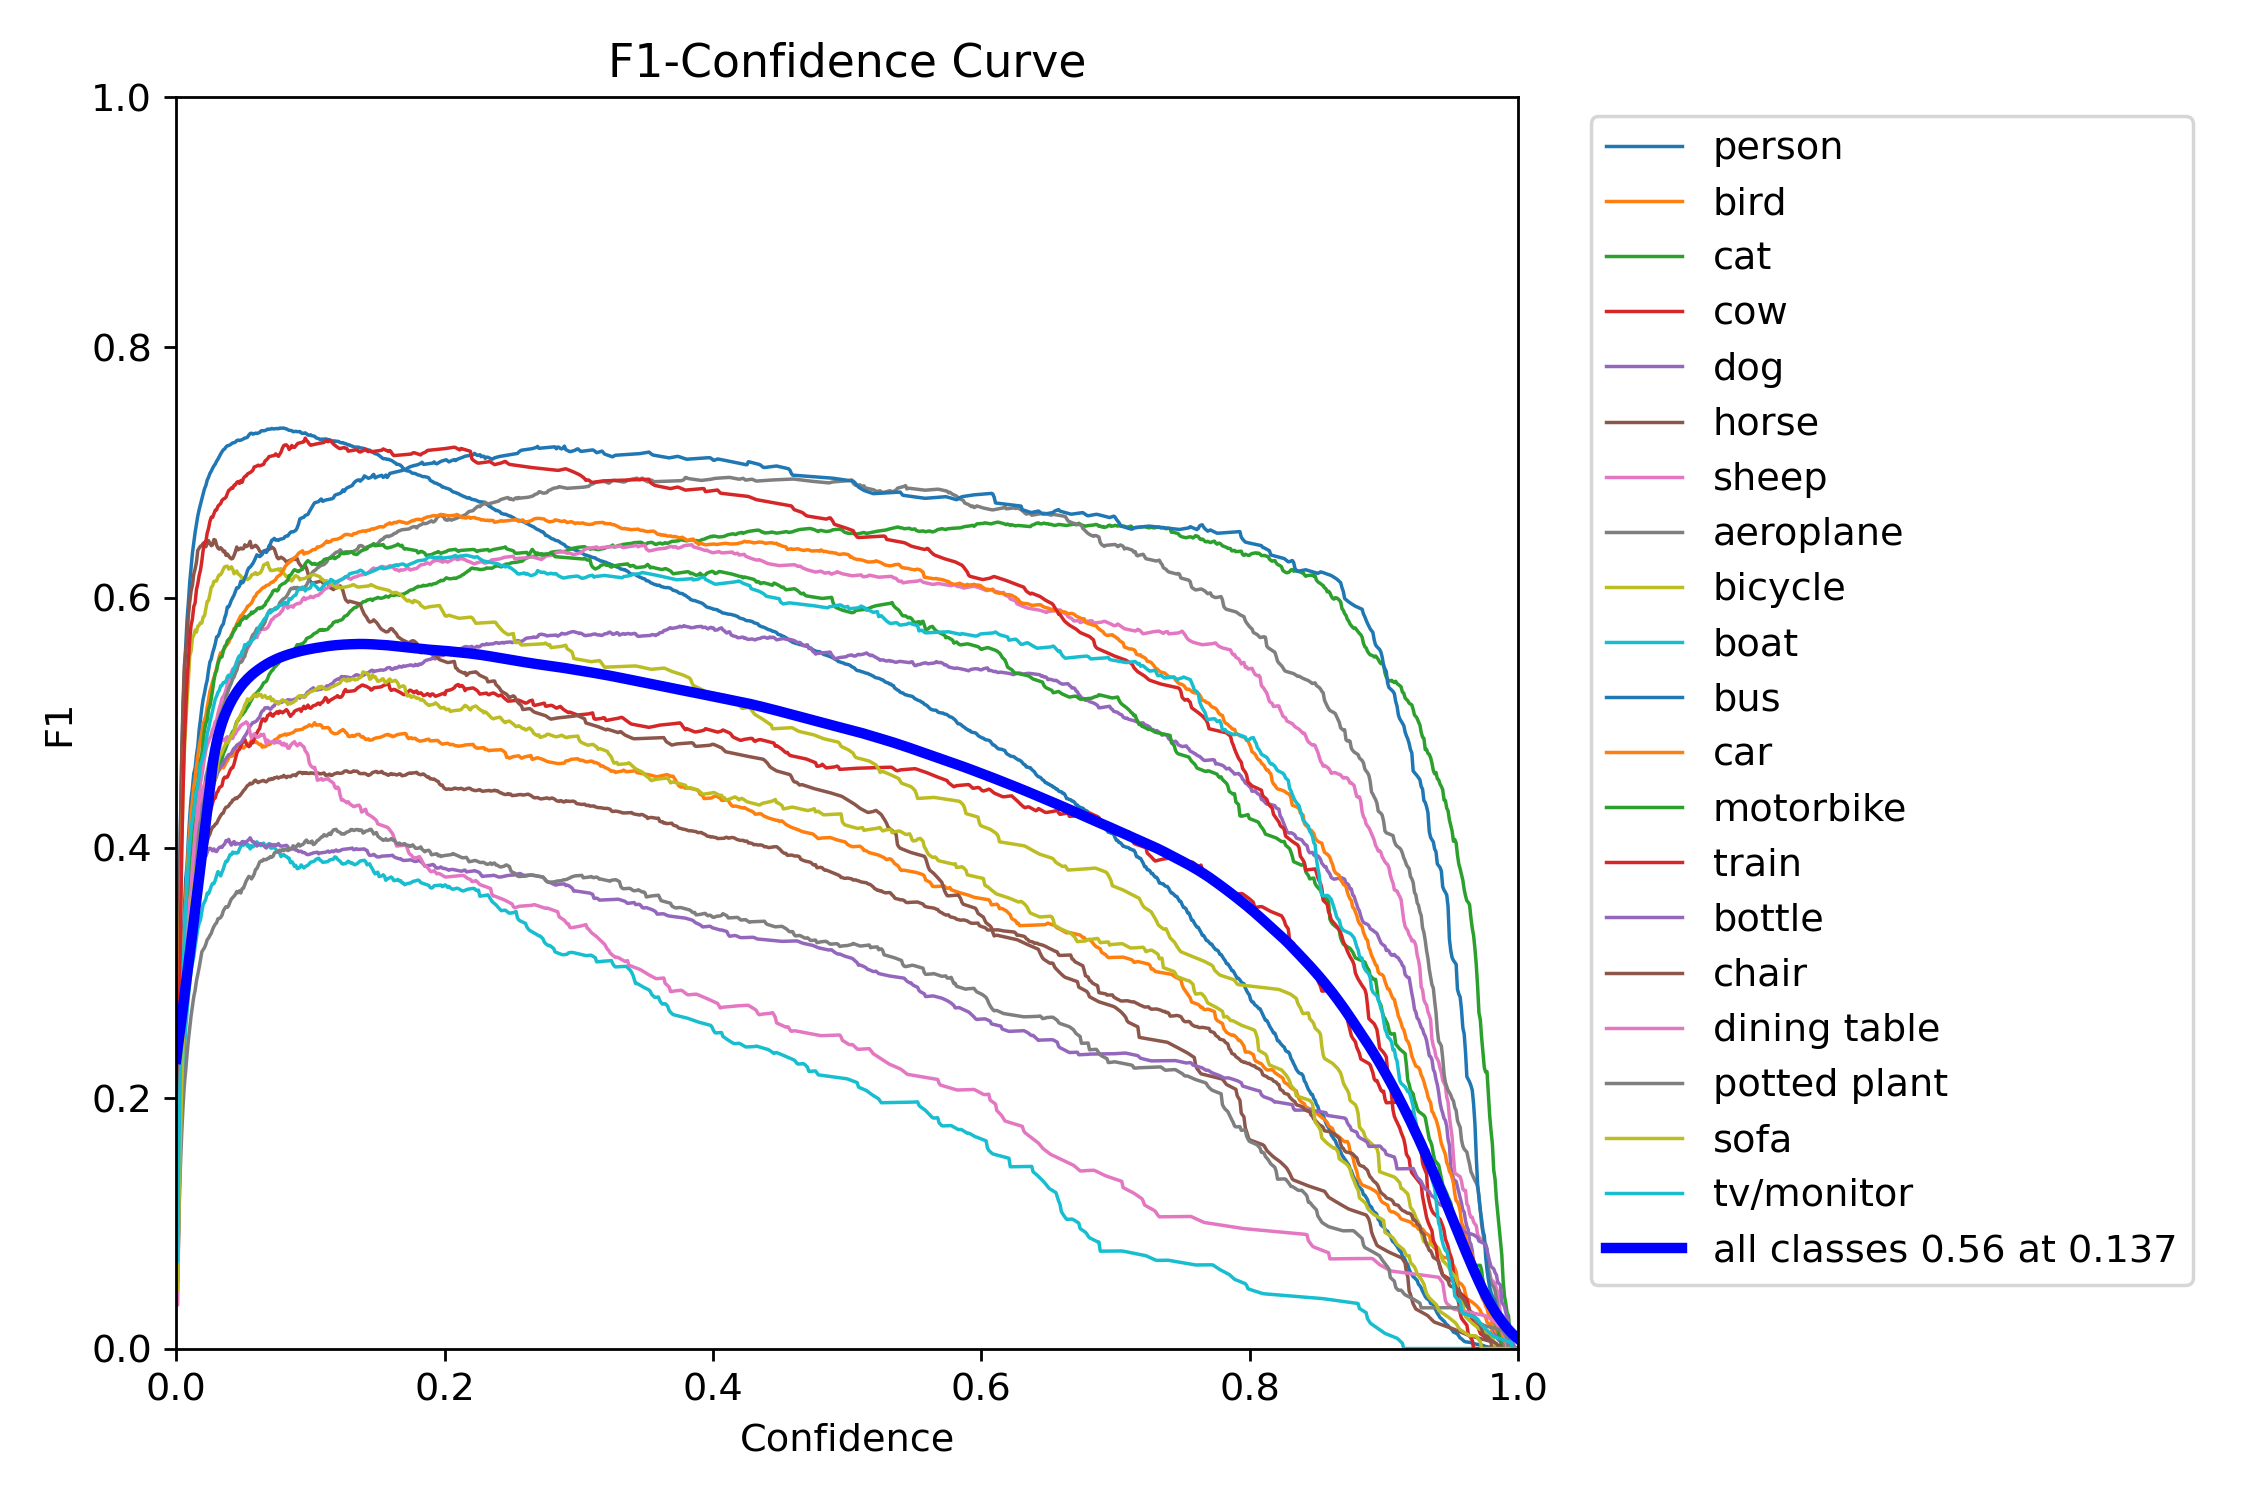 F1-Confidence Curve
1.0
0.8
0.6
0.4
0.2
0.0
F1
0.0 0.2 0.4 0.6 0.8 1.0
Confidence
person
bird
cat
cow
dog
horse
sheep
aeroplane
bicycle
boat
bus
car
motorbike
train
bottle
chair
dining table
potted plant
sofa
tv/monitor
all classes 0.56 at 0.137